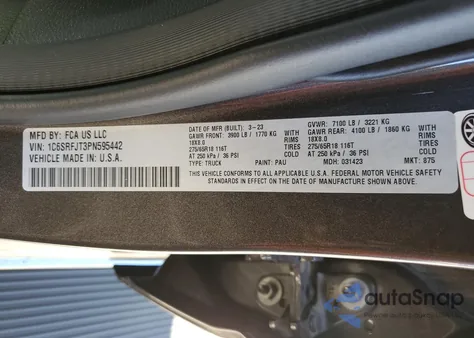 MFD BY: FCA US LLC
VIN: 1C6SRFJT3PN595442
VEHICLE MADE IN: U.S.A.
DATE OF MFR (BUILT): 3-23
GAWR FRONT: 3900 LB / 1770 KG
WITH
18X8.0
RIMS
275/65R18 116T
TIRES
AT 250 kPa / 36 PSI
COLD
TYPE: TRUCK
PAINT: PAU
GVWR: 7100 LB / 3221 KG
GAWR REAR: 4100 LB / 1860 KG
WITH
18X8.0
RIMS
275/65R18 116T
TIRES
AT 250 kPa / 36 PSI
COLD
MDH: 031423
MKT: 875
THIS VEHICLE CONFORMS TO ALL APPLICABLE U.S.A. FEDERAL MOTOR VEHICLE SAFETY
STANDARDS IN EFFECT ON THE DATE OF MANUFACTURE SHOWN ABOVE.
autaSnap